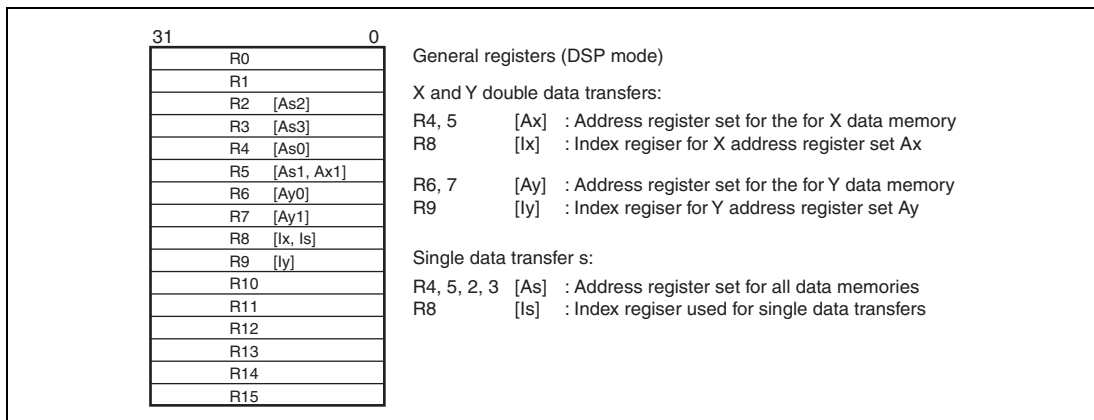 31 0
R0
R1
R2 [As2]
R3 [As3]
R4 [As0]
R5 [As1, Ax1]
R6 [Ay0]
R7 [Ay1]
R8 [Ix, Is]
R9 [Iy]
R10
R11
R12
R13
R14
R15
General registers (DSP mode)
X and Y double data transfers:
R4, 5 [Ax] : Address register set for the for X data memory
R8 [Ix] : Index regiser for X address register set Ax
R6, 7 [Ay] : Address register set for the for Y data memory
R9 [Iy] : Index regiser for Y address register set Ay
Single data transfer s:
R4, 5, 2, 3 [As] : Address register set for all data memories
R8 [Is] : Index regiser used for single data transfers